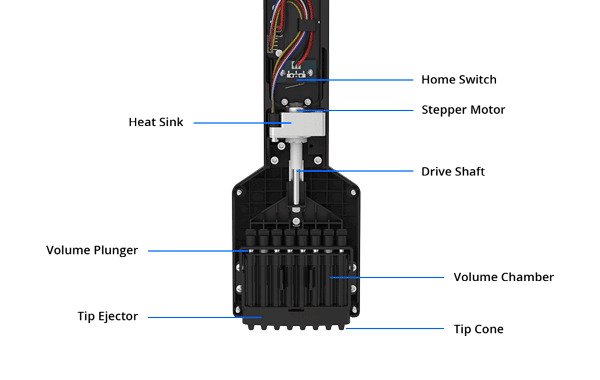 Home Switch
Stepper Motor
Heat Sink
Drive Shaft
Volume Plunger
Volume Chamber
Tip Ejector
Tip Cone